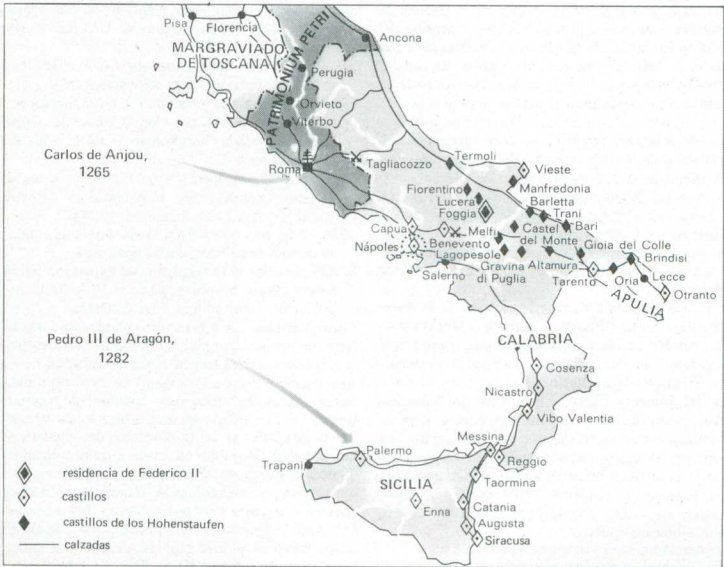 Pisa
Florencia
Ancona
MARGRAVIADO
DE TOSCANA
PATRIMONIUM PETRI
Perugia
Orvieto
Viterbo
Carlos de Anjou,
1265
Roma
Tagliacozzo
Termoli
Vieste
Fiorentino
Manfredonia
Lucera
Barletta
Foggia
Trani
Capua
Melfi
Castel
del Monte
Bari
Nápoles
Benevento
Gioia del Colle
Lagopesole
Brindisi
Salerno
Gravina
di Puglia
Altamura
Tarento
Oria
Lecce
Otranto
APULIA
Pedro III de Aragón,
1282
CALABRIA
Cosenza
Nicastro
Vibo Valentia
Messina
Palermo
Reggio
Trapani
Taormina
SICILIA
Enna
Catania
Augusta
Siracusa
residencia de Federico II
castillos
castillos de los Hohenstaufen
calzadas